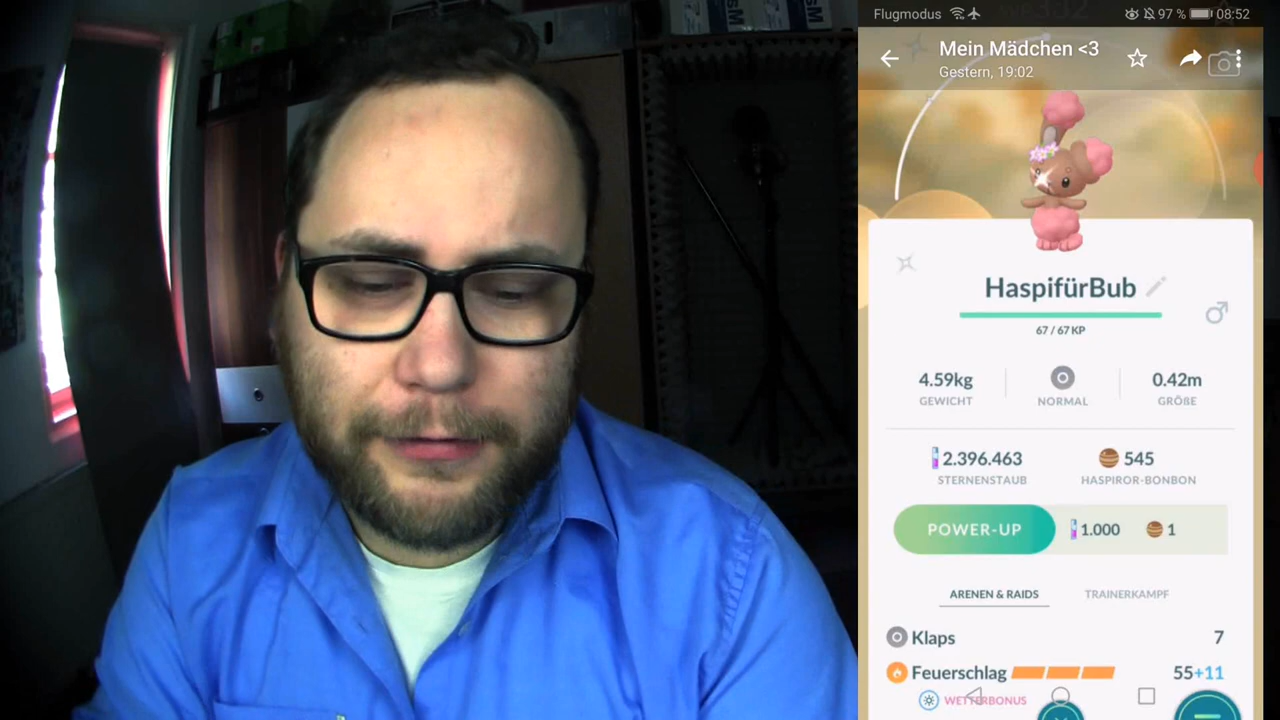 Flugmodus 97 % 08:52
Mein Mädchen <3
Gestern, 19:02
HaspifürBub
67 / 67 KP
4.59kg
GEWICHT
NORMAL
0.42m
GRÖßE
2.396.463
STERNENSTAUB
545
HASPIROR-BONBON
POWER-UP 1.000 1
ARENEN & RAIDS TRAINERKAMPF
Klaps 7
Feuerschlag 55+11
WETTERBONUS